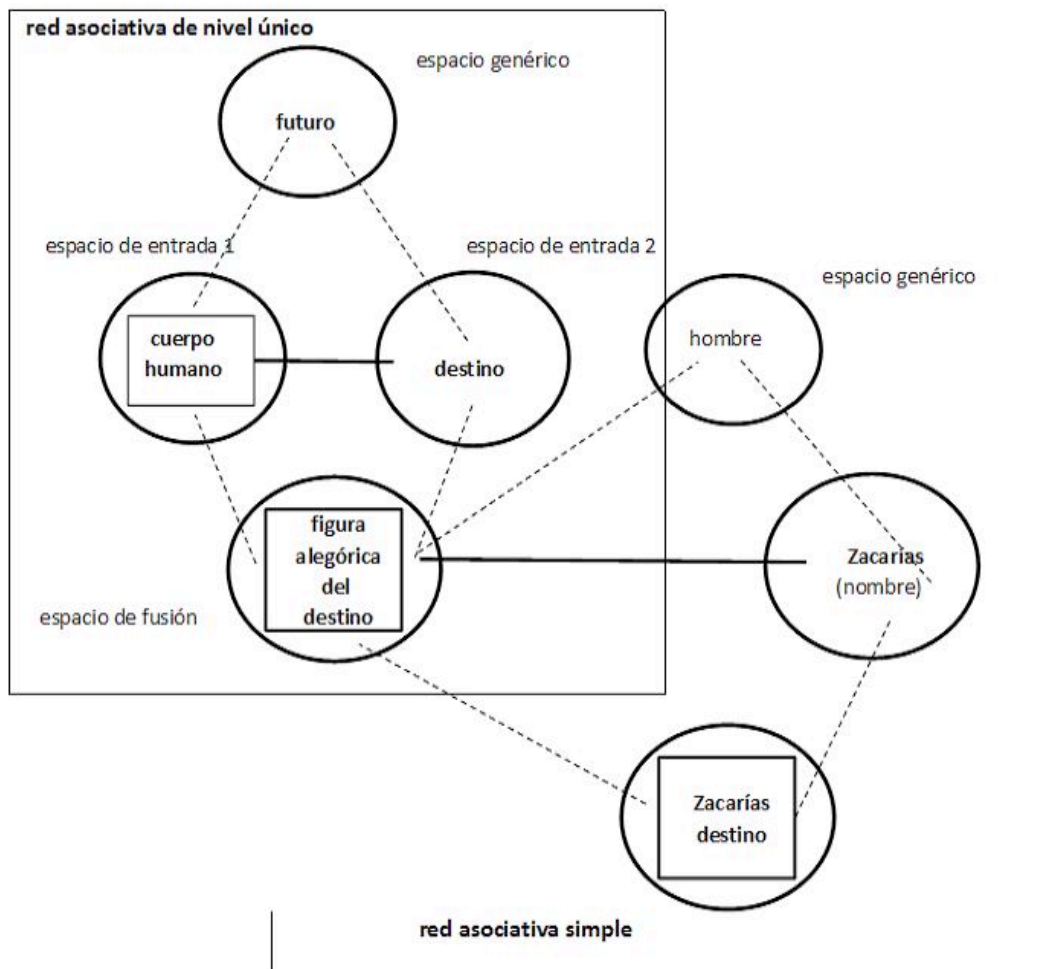 red asociativa de nivel único
espacio genérico
futuro
espacio de entrada 1
espacio de entrada 2
espacio genérico
cuerpo
humano
destino
hombre
figura
alegórica
del
destino
Zacarías
(nombre)
espacio de fusión
Zacarías
destino
red asociativa simple